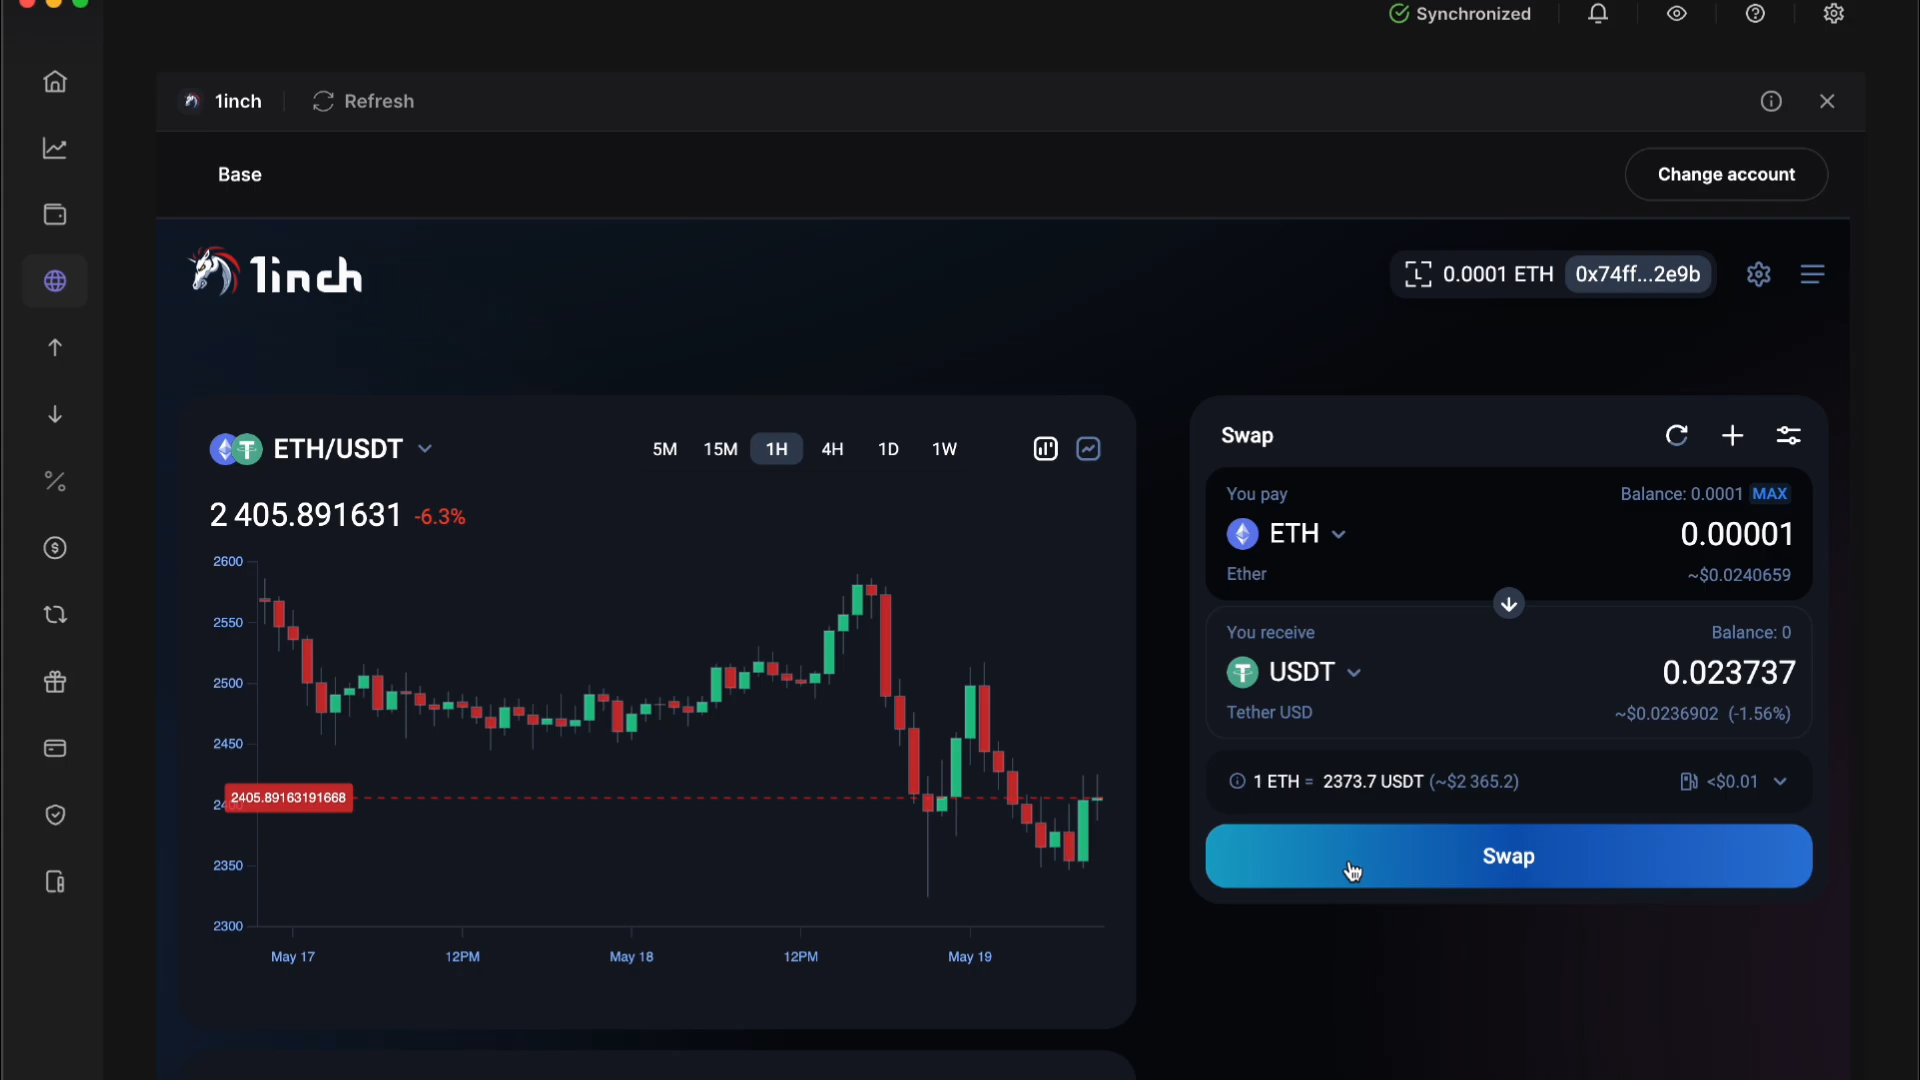 Synchronized
1inch
Refresh
Base
Change account
1inch
0.0001 ETH
0x74ff...2e9b
ETH/USDT
5M 15M 1H 4H 1D 1W
2 405.891631 -6.3%
2600
2550
2500
2450
2405.89163191668
2350
2300
May 17 12PM May 18 12PM May 19
Swap
You pay
Balance: 0.0001 MAX
ETH
0.00001
Ether
~$0.0240659
You receive
Balance: 0
USDT
0.023737
Tether USD
~$0.0236902 (-1.56%)
1 ETH = 2373.7 USDT (~$2 365.2)
<$0.01
Swap